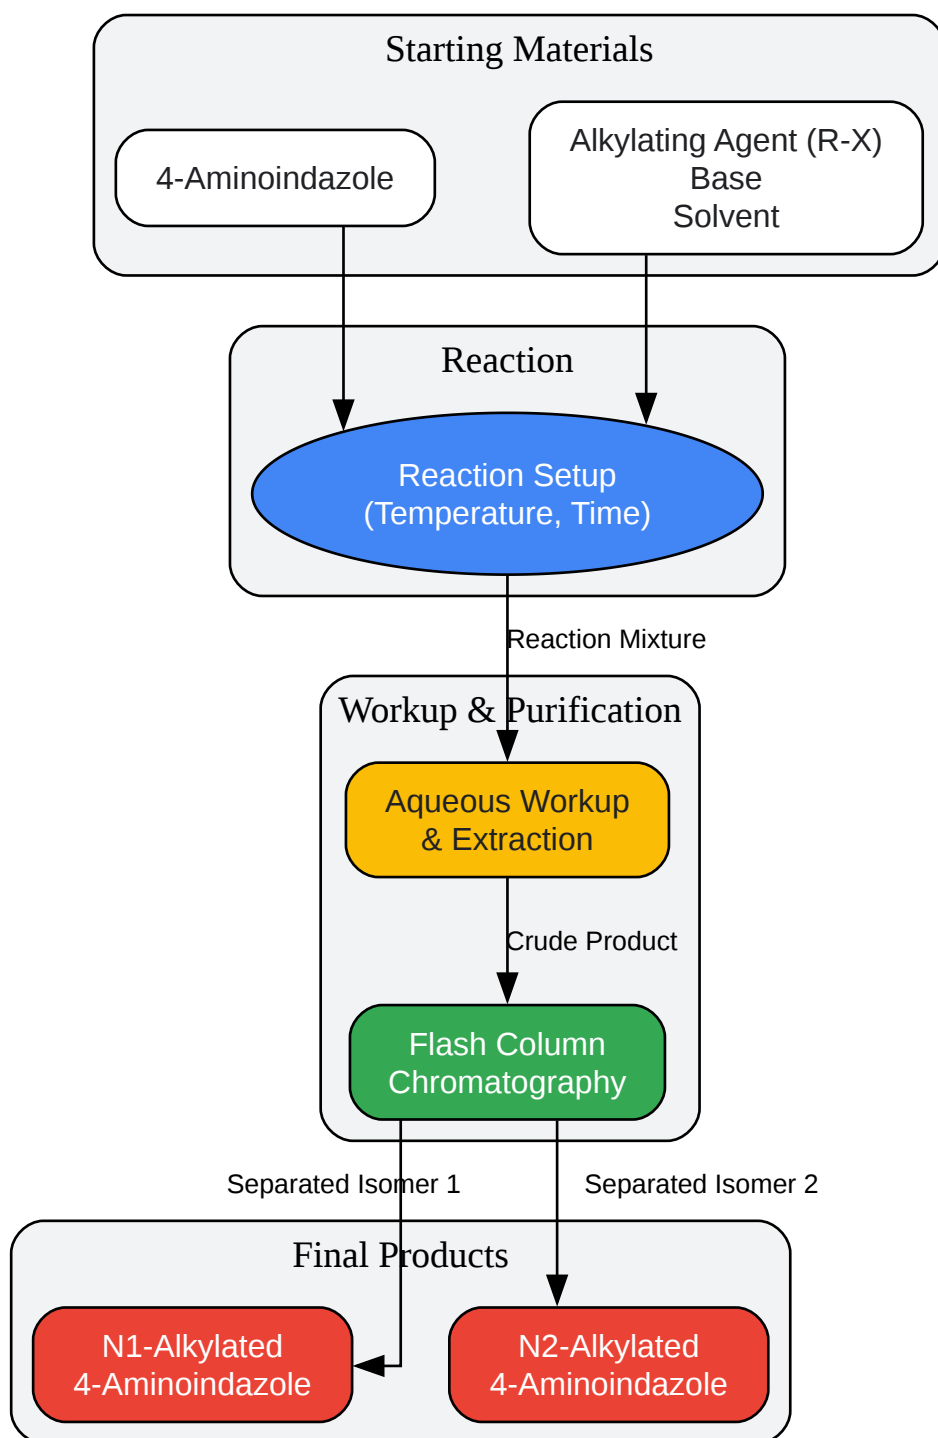 Starting Materials
4-Aminoindazole
Alkylating Agent (R-X)
Base
Solvent
Reaction
Reaction Setup
(Temperature, Time)
Reaction Mixture
Workup & Purification
Aqueous Workup
& Extraction
Crude Product
Flash Column
Chromatography
Separated Isomer 1
Separated Isomer 2
Final Products
N1-Alkylated
4-Aminoindazole
N2-Alkylated
4-Aminoindazole